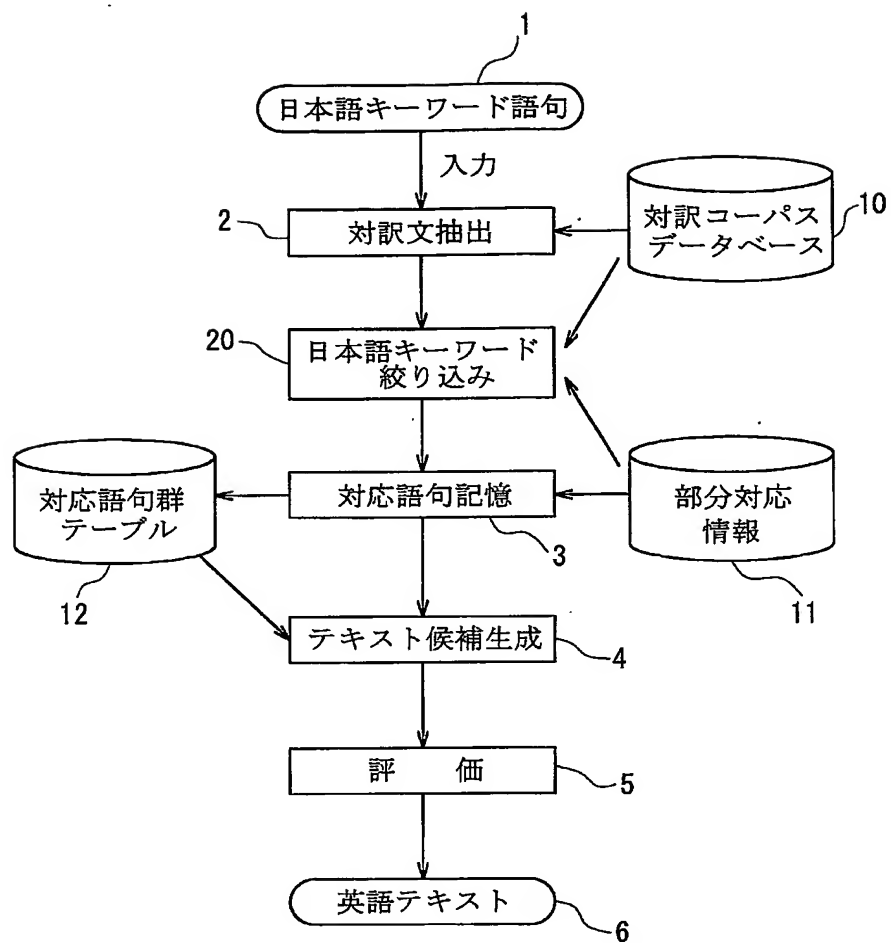 1
日本語キーワード語句
入力
2
対訳文抽出
対訳コーパス
データベース
10
20
日本語キーワード
絞り込み
対応語句群
テーブル
12
対応語句記憶
3
部分対応
情報
11
テキスト候補生成
4
評 価
5
英語テキスト
6